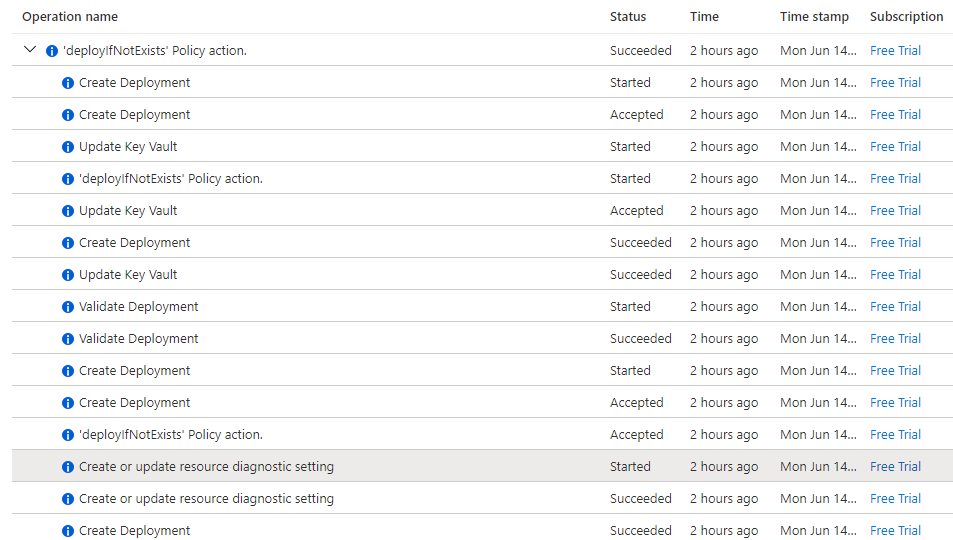 Operation name Status Time Time stamp Subscription
'deployIfNotExists' Policy action. Succeeded 2 hours ago Mon Jun 14... Free Trial
Create Deployment Started 2 hours ago Mon Jun 14... Free Trial
Create Deployment Accepted 2 hours ago Mon Jun 14... Free Trial
Update Key Vault Started 2 hours ago Mon Jun 14... Free Trial
'deployIfNotExists' Policy action. Started 2 hours ago Mon Jun 14... Free Trial
Update Key Vault Accepted 2 hours ago Mon Jun 14... Free Trial
Create Deployment Succeeded 2 hours ago Mon Jun 14... Free Trial
Update Key Vault Succeeded 2 hours ago Mon Jun 14... Free Trial
Validate Deployment Started 2 hours ago Mon Jun 14... Free Trial
Validate Deployment Succeeded 2 hours ago Mon Jun 14... Free Trial
Create Deployment Started 2 hours ago Mon Jun 14... Free Trial
Create Deployment Accepted 2 hours ago Mon Jun 14... Free Trial
'deployIfNotExists' Policy action. Accepted 2 hours ago Mon Jun 14... Free Trial
Create or update resource diagnostic setting Started 2 hours ago Mon Jun 14... Free Trial
Create or update resource diagnostic setting Succeeded 2 hours ago Mon Jun 14... Free Trial
Create Deployment Succeeded 2 hours ago Mon Jun 14... Free Trial